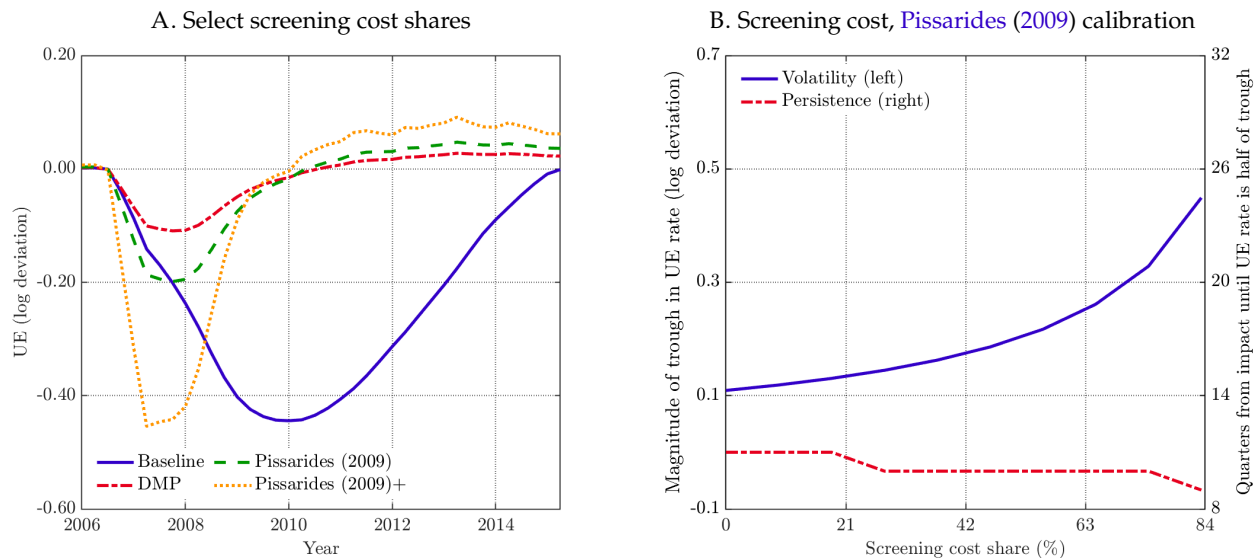 A. Select screening cost shares
0.20
0.00
-0.20
-0.40
-0.60
UE (log deviation)
Baseline
DMP
Pissarides (2009)
Pissarides (2009)+
2006
2008
2010
2012
2014
Year
B. Screening cost, Pissarides (2009) calibration
0.7
0.5
0.3
0.1
-0.1
Magnitude of trough in UE rate (log deviation)
Volatility (left)
Persistence (right)
32
26
20
14
8
Quarters from impact until UE rate is half of trough
0
21
42
63
84
Screening cost share (%)